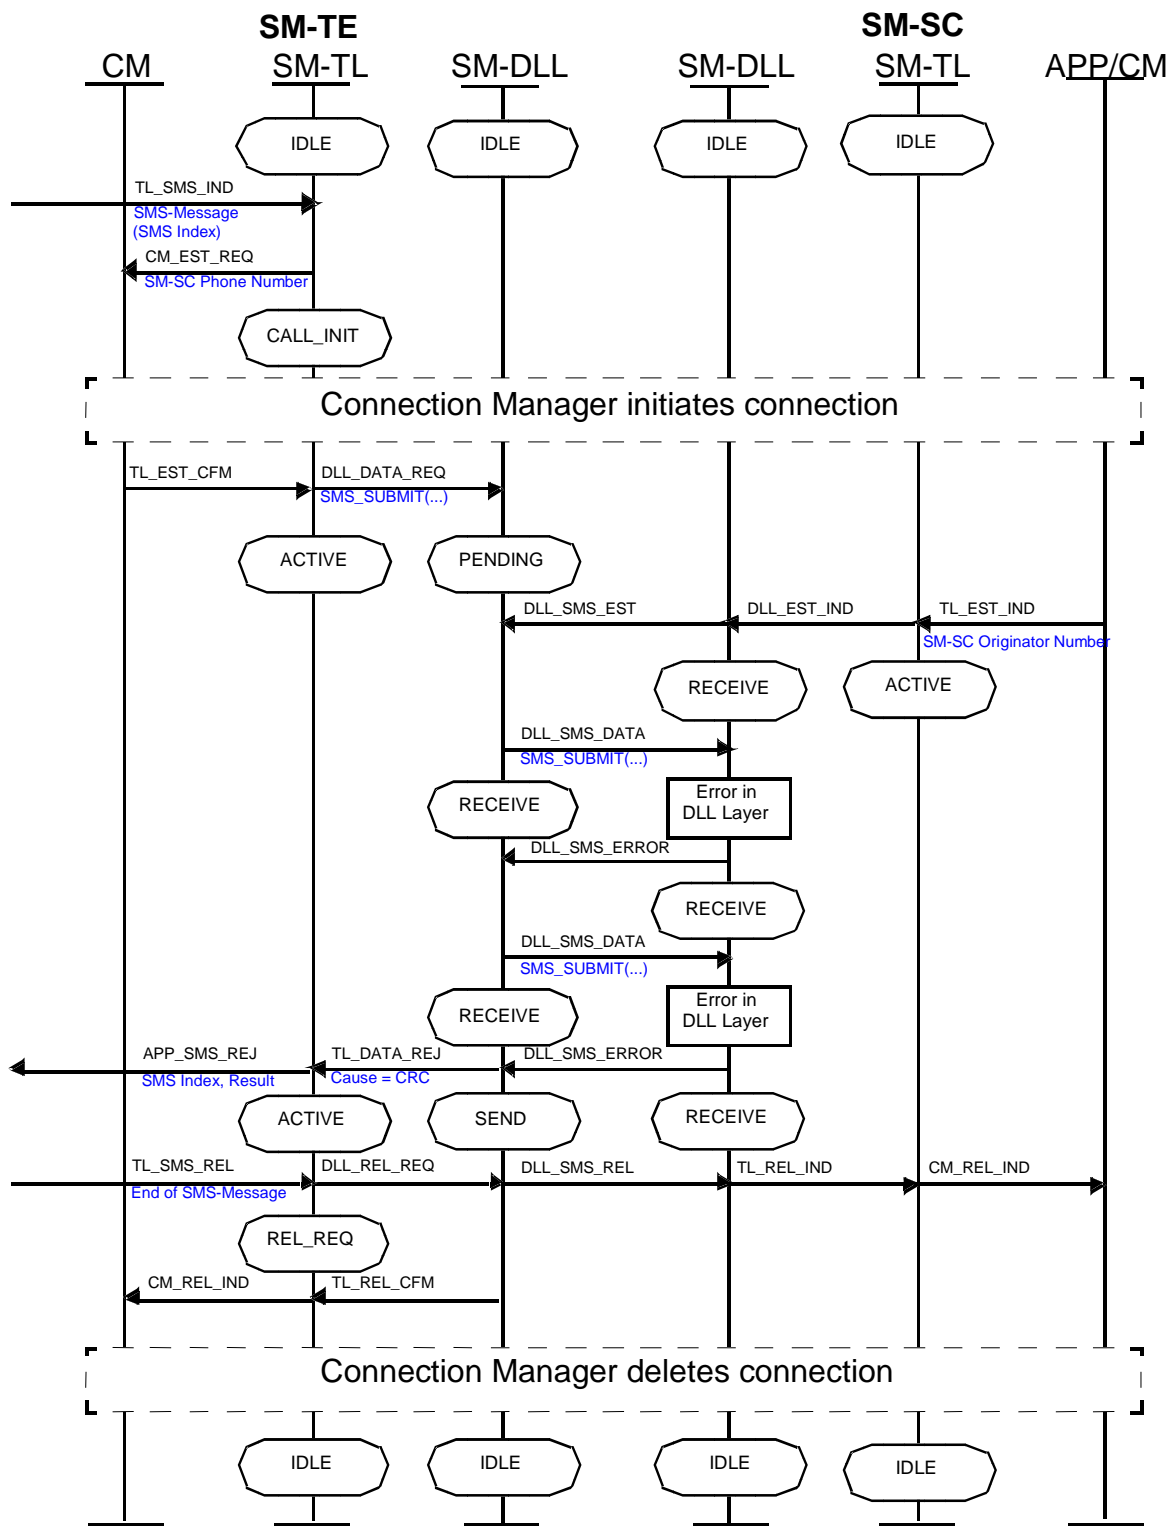 SM-TE SM-SC
CM SM-TL SM-DLL SM-DLL SM-TL APP/CM
IDLE IDLE IDLE IDLE
TL_SMS_IND
SMS-Message
(SMS Index)
CM_EST_REQ
SM-SC Phone Number
CALL_INIT
Connection Manager initiates connection
TL_EST_CFM DLL_DATA_REQ
SMS_SUBMIT(...)
ACTIVE PENDING
DLL_SMS_EST DLL_EST_IND TL_EST_IND
SM-SC Originator Number
RECEIVE ACTIVE
DLL_SMS_DATA
SMS_SUBMIT(...)
RECEIVE
Error in
DLL Layer
DLL_SMS_ERROR
RECEIVE
DLL_SMS_DATA
SMS_SUBMIT(...)
RECEIVE
Error in
DLL Layer
APP_SMS_REJ TL_DATA_REJ DLL_SMS_ERROR
SMS Index, Result Cause = CRC
ACTIVE SEND RECEIVE
TL_SMS_REL DLL_REL_REQ DLL_SMS_REL TL_REL_IND CM_REL_IND
End of SMS-Message
REL_REQ
CM_REL_IND TL_REL_CFM
Connection Manager deletes connection
IDLE IDLE IDLE IDLE